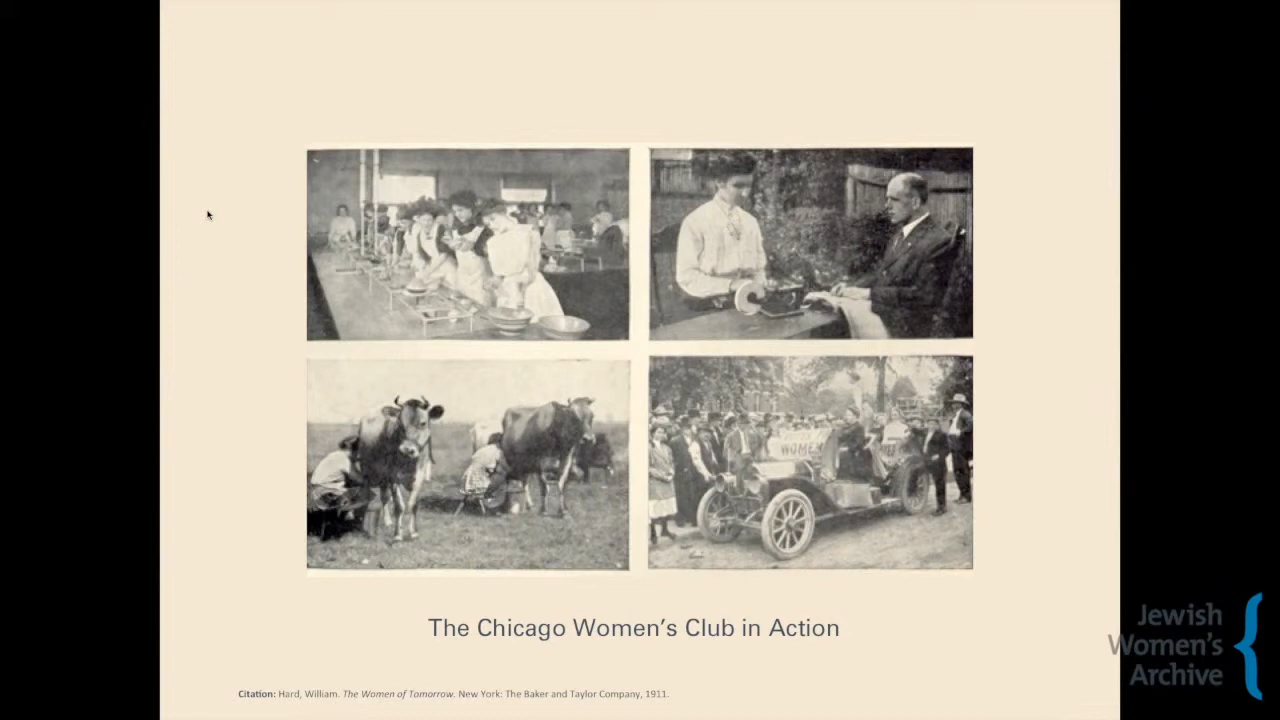 WOMEN
The Chicago Women's Club in Action
Citation: Hard, William. The Women of Tomorrow. New York: The Baker and Taylor Company, 1911.
Jewish
Women's
Archive